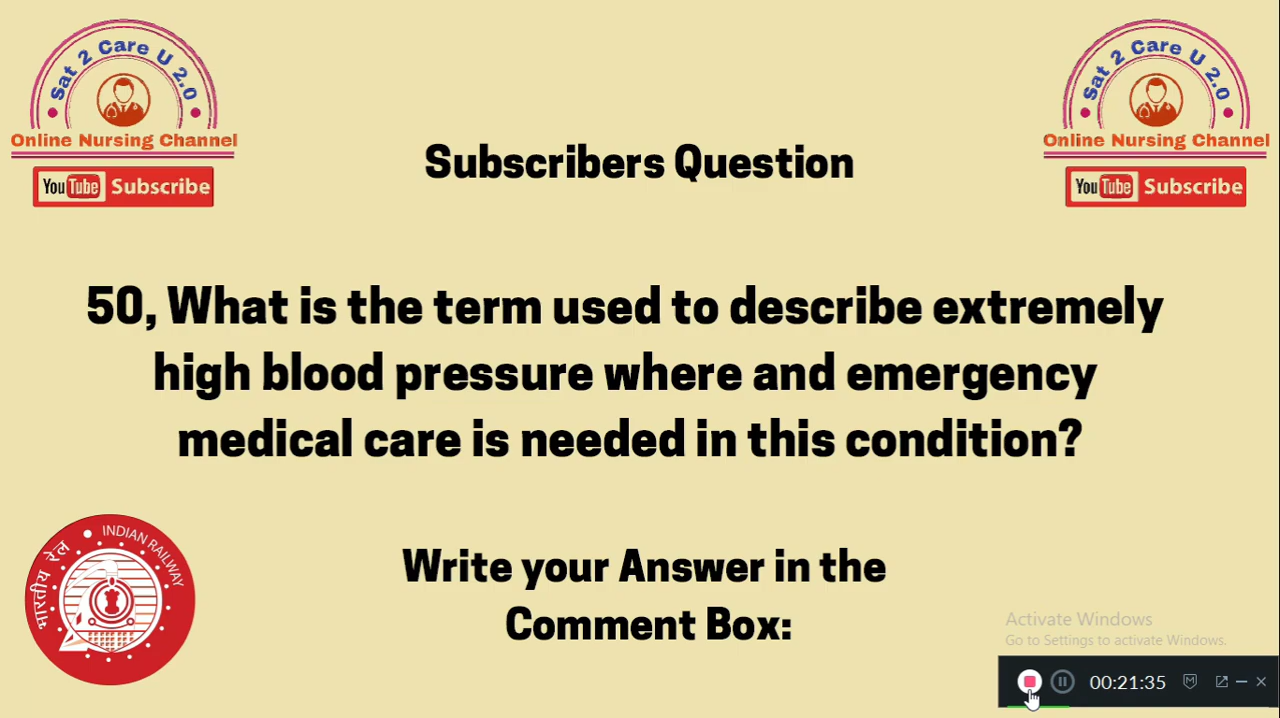 Sat 2 Care U 2.0
Online Nursing Channel
YouTube Subscribe
Sat 2 Care U 2.0
Online Nursing Channel
YouTube Subscribe
Subscribers Question
50, What is the term used to describe extremely
high blood pressure where and emergency
medical care is needed in this condition?
भारतीय रेल INDIAN RAILWAY
Write your Answer in the
Comment Box:
Activate Windows
Go to Settings to activate Windows.
00:21:35